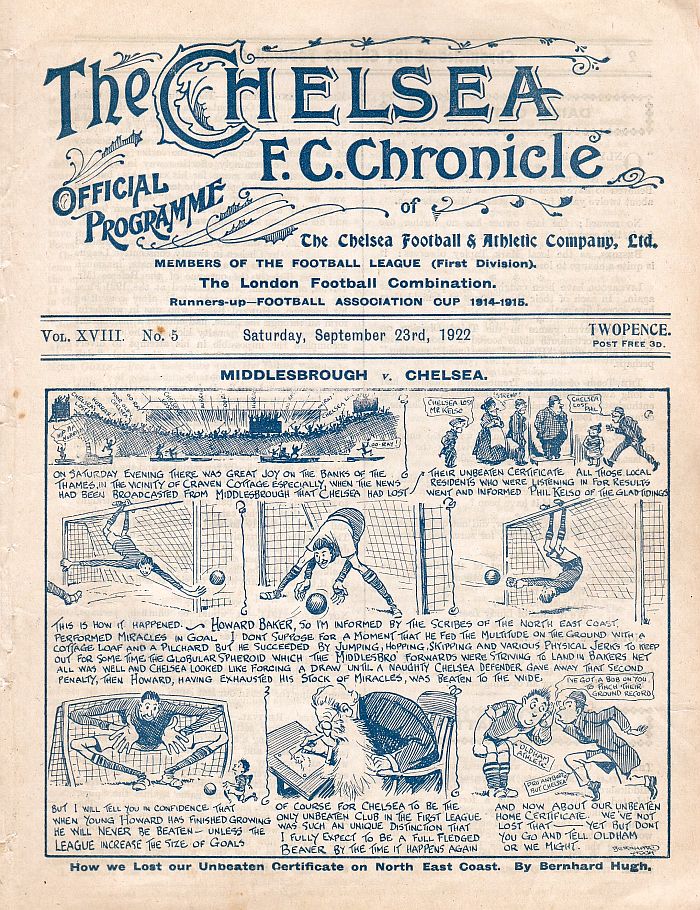 The CHELSEA
F.C. Chronicle
OFFICIAL
PROGRAMME
of
The Chelsea Football & Athletic Company, Ltd.
MEMBERS OF THE FOOTBALL LEAGUE (First Division).
The London Football Combination.
Runners-up—FOOTBALL ASSOCIATION CUP 1914-1915.
VOL. XVIII. No. 5
Saturday, September 23rd, 1922
TWOPENCE.
POST FREE 3D.
MIDDLESBROUGH v. CHELSEA.
CHELSEA LOST
MR KELSO
CHELSEA
LOST PHIL!
ON SATURDAY EVENING THERE WAS GREAT JOY ON THE BANKS OF THE
THAMES, IN THE VICINITY OF CRAVEN COTTAGE ESPECIALLY, WHEN THE NEWS
HAD BEEN BROADCASTED FROM MIDDLESBROUGH THAT CHELSEA HAD LOST
THEIR UNBEATEN CERTIFICATE ALL THOSE LOCAL
RESIDENTS WHO WERE LISTENING IN FOR RESULTS
WENT AND INFORMED PHIL KELSO OF THE GLAD TIDINGS
THIS IS HOW IT HAPPENED. — HOWARD BAKER, SO I'M INFORMED BY THE SCRIBES OF THE NORTH EAST COAST,
PERFORMED MIRACLES IN GOAL I DONT SUPPOSE FOR A MOMENT THAT HE FED THE MULTITUDE ON THE GROUND WITH A
COTTAGE LOAF AND A PILCHARD BUT HE SUCCEEDED BY JUMPING, HOPPING, SKIPPING AND VARIOUS PHYSICAL JERKS TO KEEP
OUT FOR SOME TIME THE GLOBULAR SPHEROID WHICH THE MIDDLESBRO FORWARDS WERE STRIVING TO LAND IN BAKERS NET
ALL WAS WELL AND CHELSEA LOOKED LIKE FORCING A DRAW UNTIL A NAUGHTY CHELSEA DEFENDER GAVE AWAY THAT SECOND
PENALTY, THEN HOWARD, HAVING EXHAUSTED HIS STOCK OF MIRACLES, WAS BEATEN TO THE WIDE.
I'VE GOT A BOB ON YOU
TO PINCH THEIR
GROUND RECORD
OLDHAM
ATHLETIC
PRO ANYBODY
BUT CHELSEA
BUT I WILL TELL YOU IN CONFIDENCE THAT
WHEN YOUNG HOWARD HAS FINISHED GROWING
HE WILL NEVER BE BEATEN — UNLESS THE
LEAGUE INCREASE THE SIZE OF GOALS
OF COURSE FOR CHELSEA TO BE THE
ONLY UNBEATEN CLUB IN THE FIRST LEAGUE
WAS SUCH AN UNIQUE DISTINCTION THAT
I FULLY EXPECT TO BE A FULL FLEDGED
BEAVER BY THE TIME IT HAPPENS AGAIN
AND NOW ABOUT OUR UNBEATEN
HOME CERTIFICATE. WE'VE NOT
LOST THAT — YET BUT DONT
YOU GO AND TELL OLDHAM
OR WE MIGHT.
BERNHARD
HUGH
How we Lost our Unbeaten Certificate on North East Coast. By Bernhard Hugh.